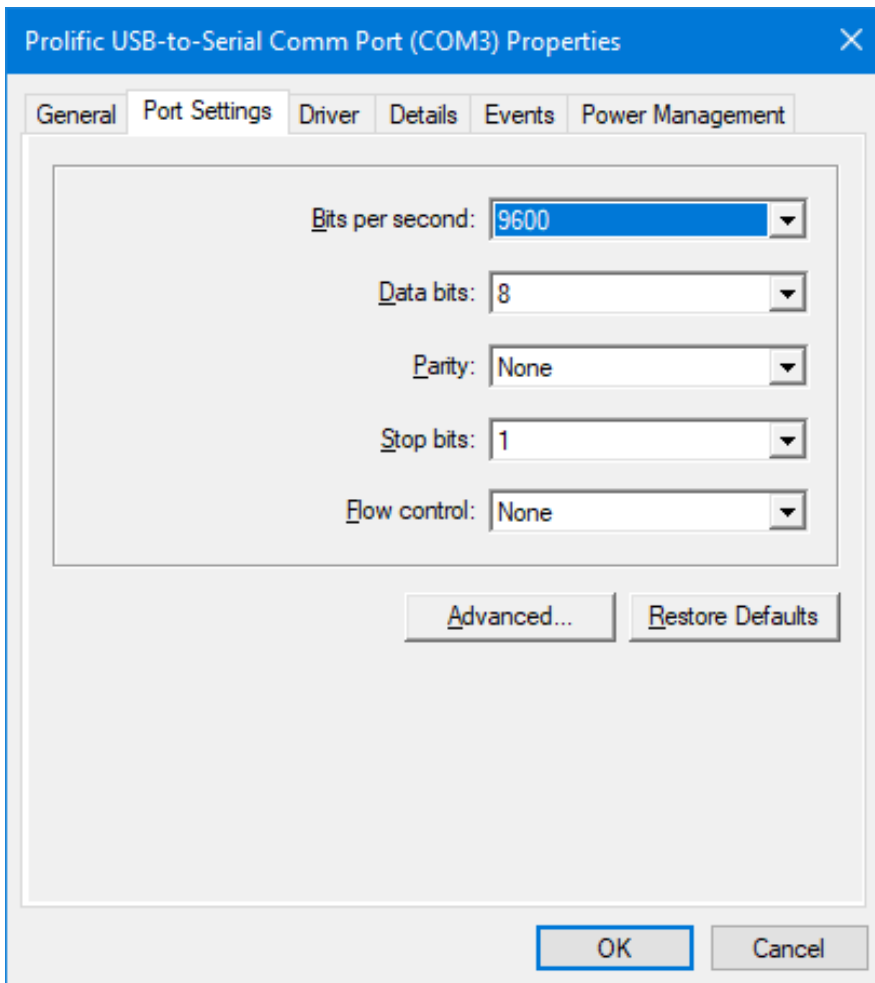 Prolific USB-to-Serial Comm Port (COM3) Properties
General Port Settings Driver Details Events Power Management
Bits per second: 9600
Data bits: 8
Parity: None
Stop bits: 1
Flow control: None
Advanced... Restore Defaults
OK Cancel